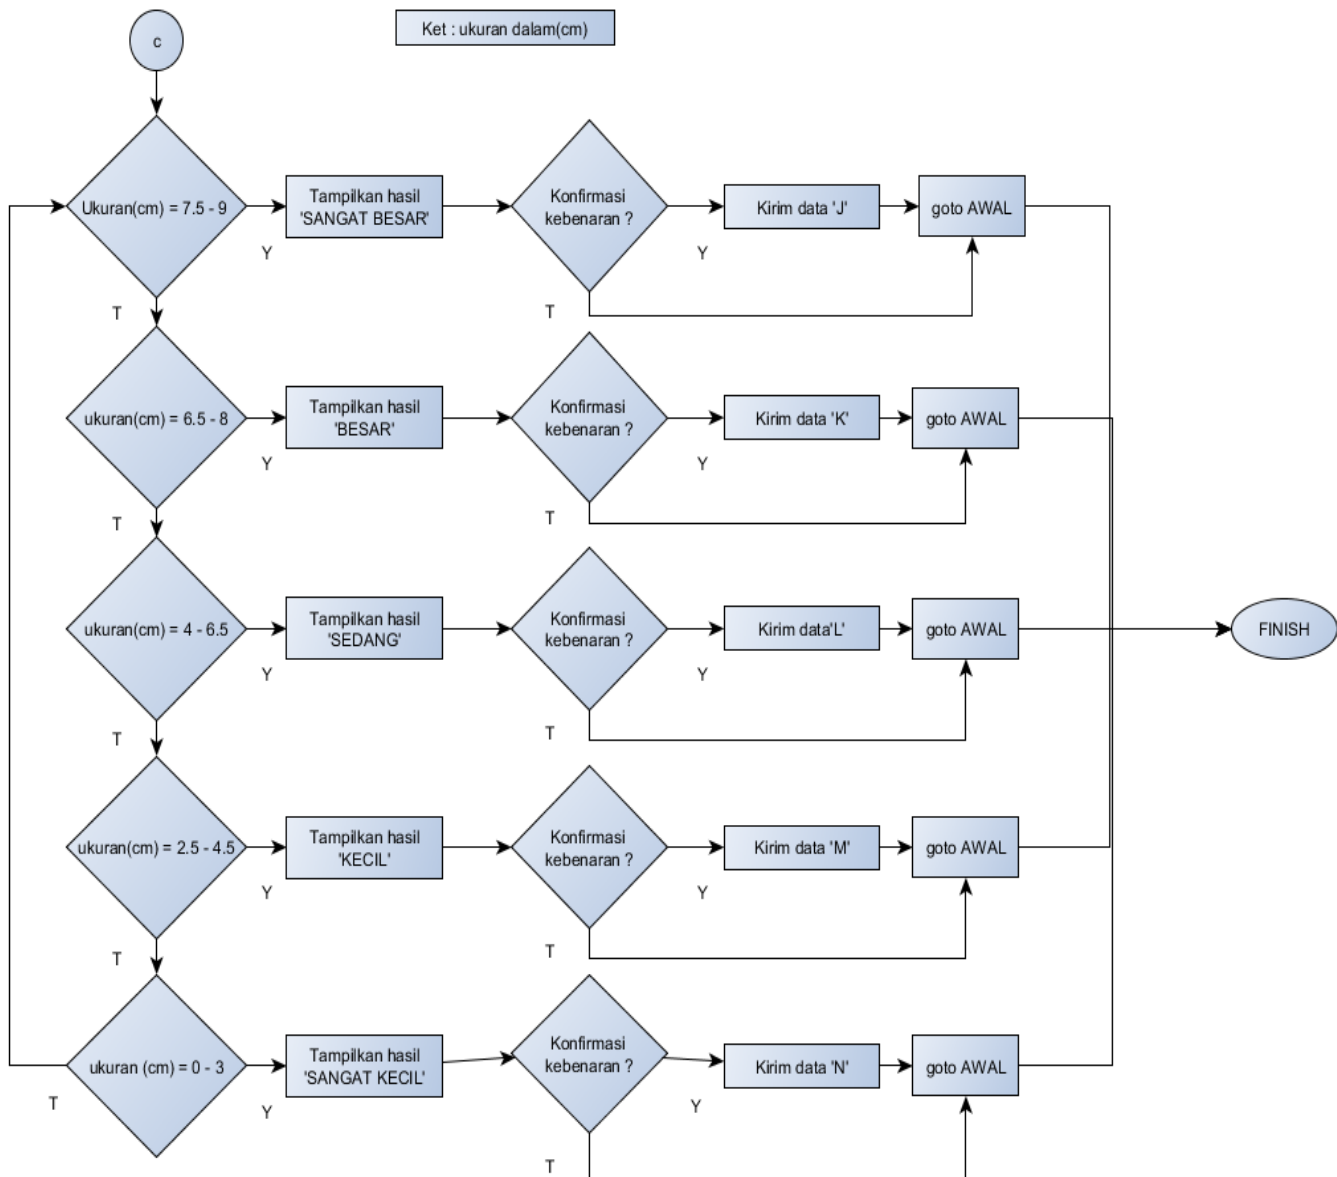 c
Ket : ukuran dalam(cm)
Ukuran(cm) = 7.5 - 9
Y
T
Tampilkan hasil
'SANGAT BESAR'
Konfirmasi
kebenaran ?
Y
T
Kirim data 'J'
goto AWAL
ukuran(cm) = 6.5 - 8
Y
T
Tampilkan hasil
'BESAR'
Konfirmasi
kebenaran ?
Y
T
Kirim data 'K'
goto AWAL
ukuran(cm) = 4 - 6.5
Y
T
Tampilkan hasil
'SEDANG'
Konfirmasi
kebenaran ?
Y
T
Kirim data'L'
goto AWAL
FINISH
ukuran(cm) = 2.5 - 4.5
Y
T
Tampilkan hasil
'KECIL'
Konfirmasi
kebenaran ?
Y
T
Kirim data 'M'
goto AWAL
ukuran (cm) = 0 - 3
T
Y
Tampilkan hasil
'SANGAT KECIL'
Konfirmasi
kebenaran ?
Y
T
Kirim data 'N'
goto AWAL